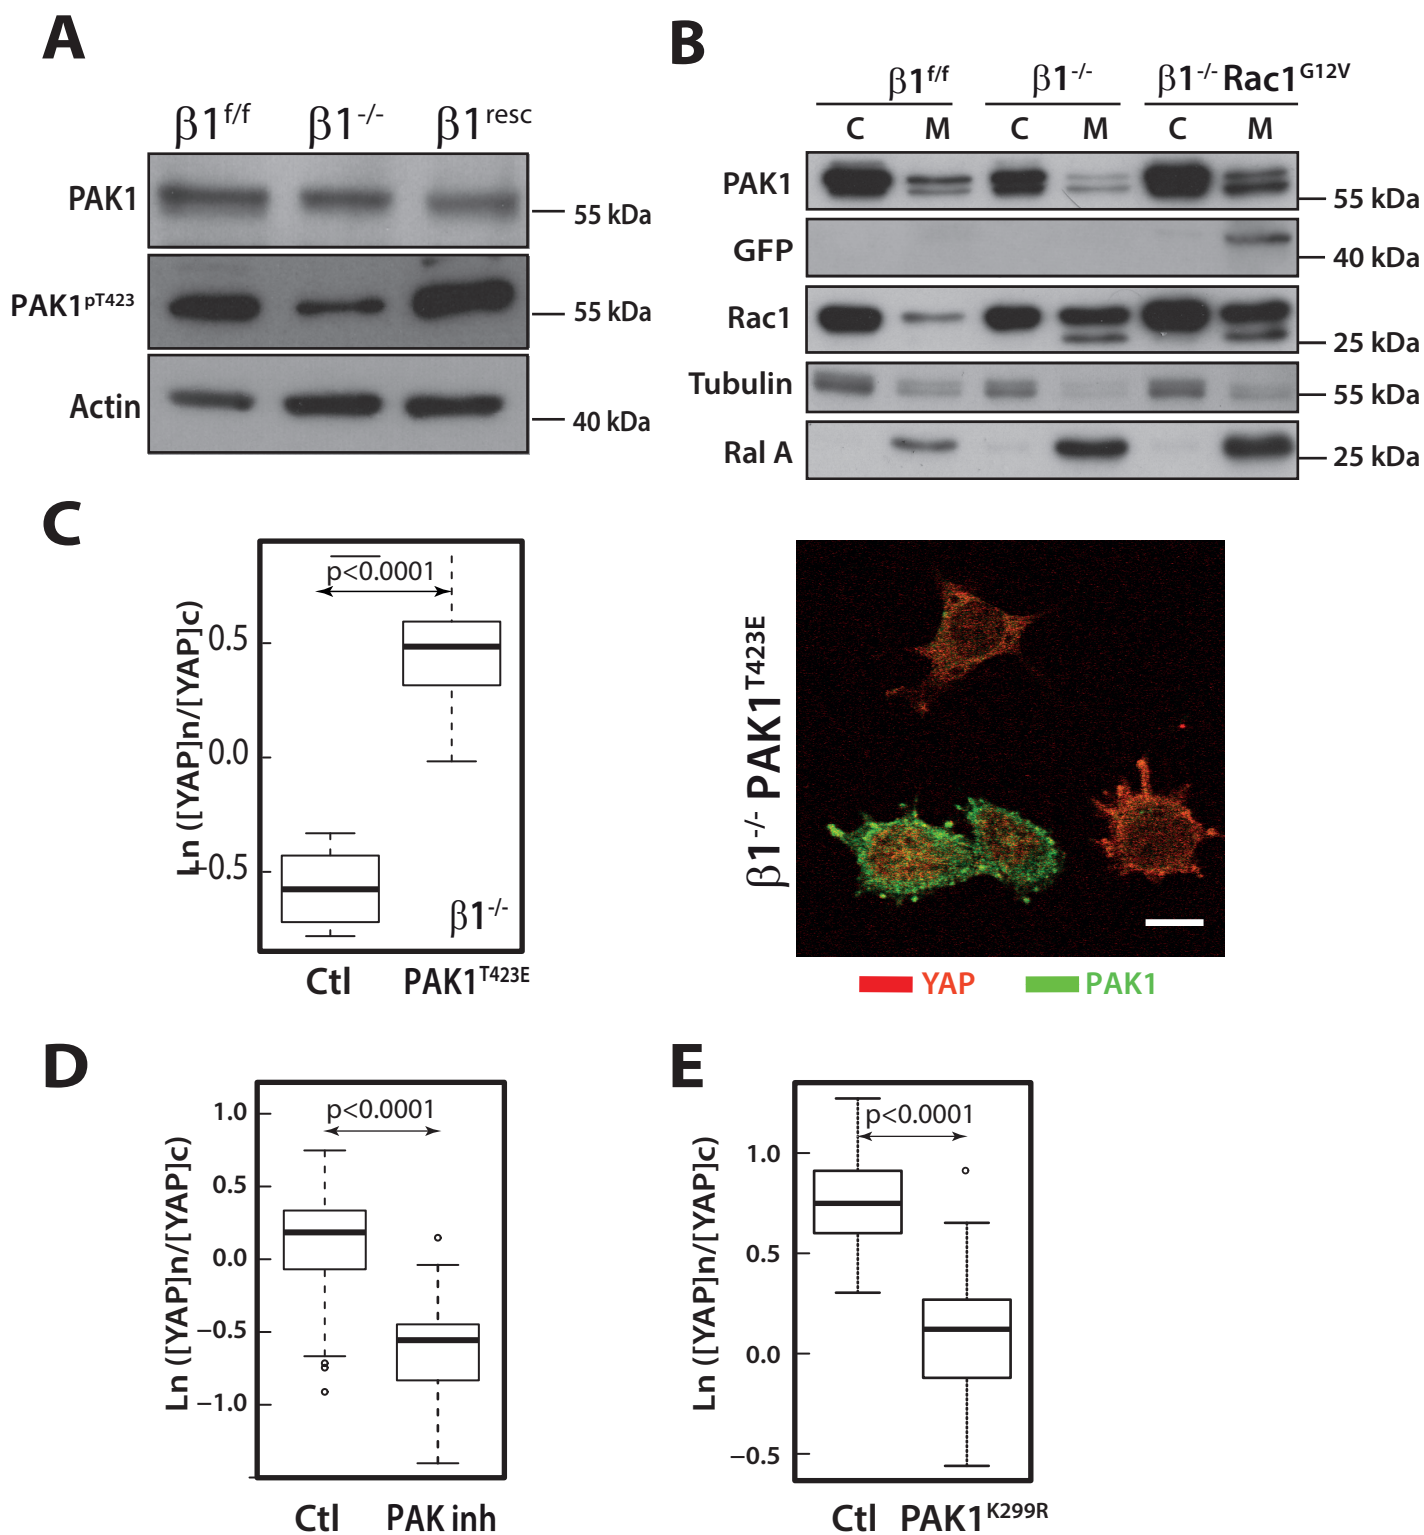 A
β1f/f β1-/- β1resc
PAK1
55 kDa
PAK1pT423
55 kDa
Actin
40 kDa
B
β1f/f β1-/- β1-/- Rac1G12V
C M C M C M
PAK1
55 kDa
GFP
40 kDa
Rac1
25 kDa
Tubulin
55 kDa
Ral A
25 kDa
C
Ln ([YAP]n/[YAP]c)
p<0.0001
0.5
0.0
−0.5
β1-/-
Ctl PAK1T423E
β1-/- PAK1T423E
YAP PAK1
D
Ln ([YAP]n/[YAP]c)
p<0.0001
1.0
0.5
0.0
−0.5
−1.0
Ctl PAK inh
E
Ln ([YAP]n/[YAP]c)
p<0.0001
1.0
0.5
0.0
−0.5
Ctl PAK1K299R